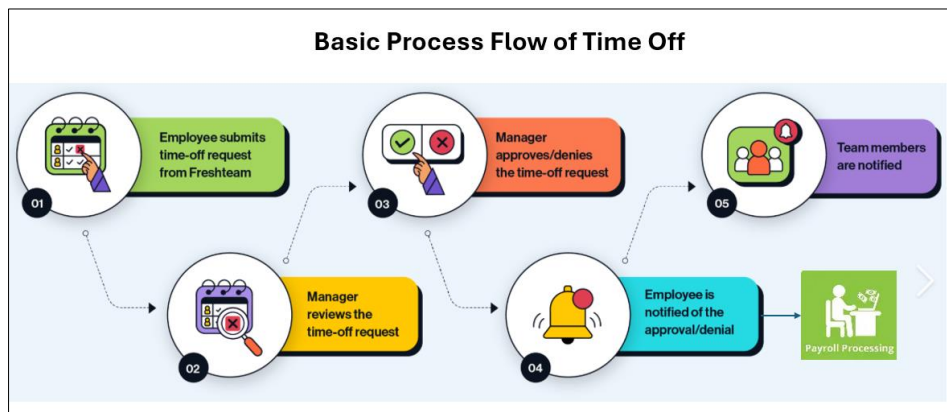 Basic Process Flow of Time Off
Employee submits
time-off request
from Freshteam
01
Manager
reviews the
time-off request
02
Manager
approves/denies
the time-off request
03
Employee is
notified of the
approval/denial
04
Team members
are notified
05
Payroll Processing